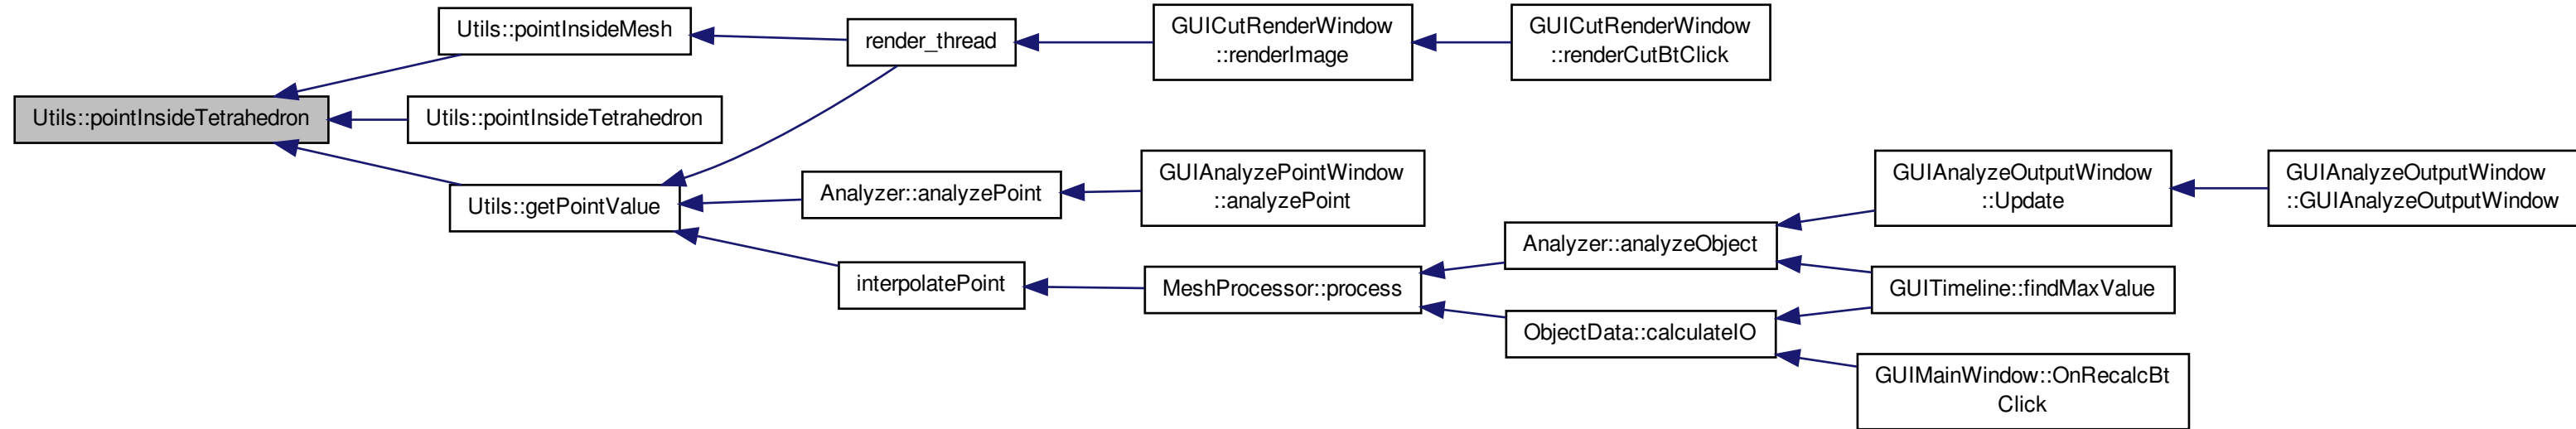 Utils::pointInsideTetrahedron
Utils::pointInsideMesh
Utils::pointInsideTetrahedron
Utils::getPointValue
render_thread
Analyzer::analyzePoint
interpolatePoint
GUICutRenderWindow
::renderImage
GUIAnalyzePointWindow
::analyzePoint
MeshProcessor::process
GUICutRenderWindow
::renderCutBtClick
Analyzer::analyzeObject
ObjectData::calculateIO
GUIAnalyzeOutputWindow
::Update
GUITimeline::findMaxValue
GUIMainWindow::OnRecalcBt
Click
GUIAnalyzeOutputWindow
::GUIAnalyzeOutputWindow